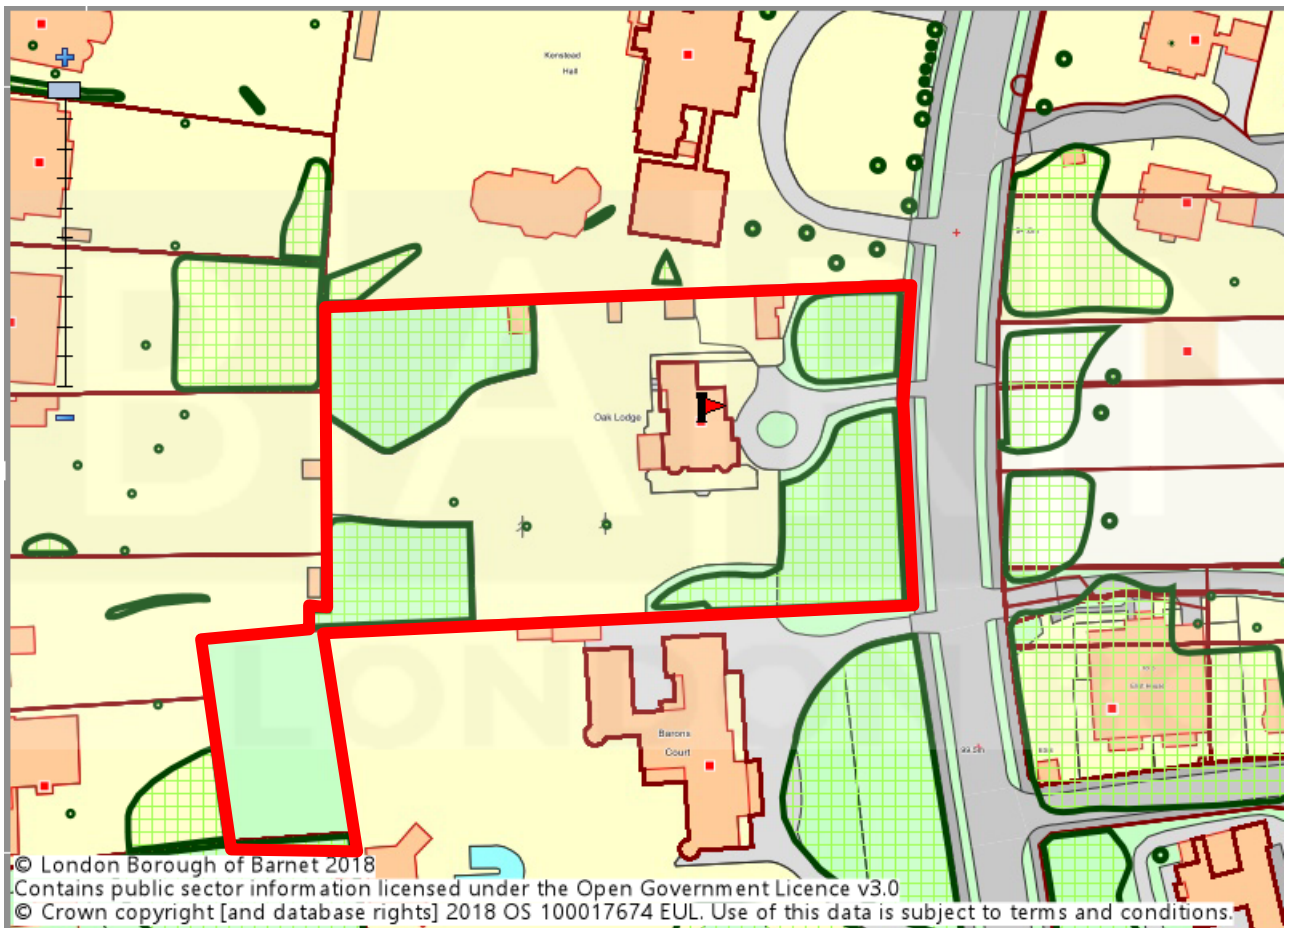 Kenstead
Hall
Oak Lodge
Barons
Court
99.5m
© London Borough of Barnet 2018
Contains public sector information licensed under the Open Government Licence v3.0
© Crown copyright [and database rights] 2018 OS 100017674 EUL. Use of this data is subject to terms and conditions.